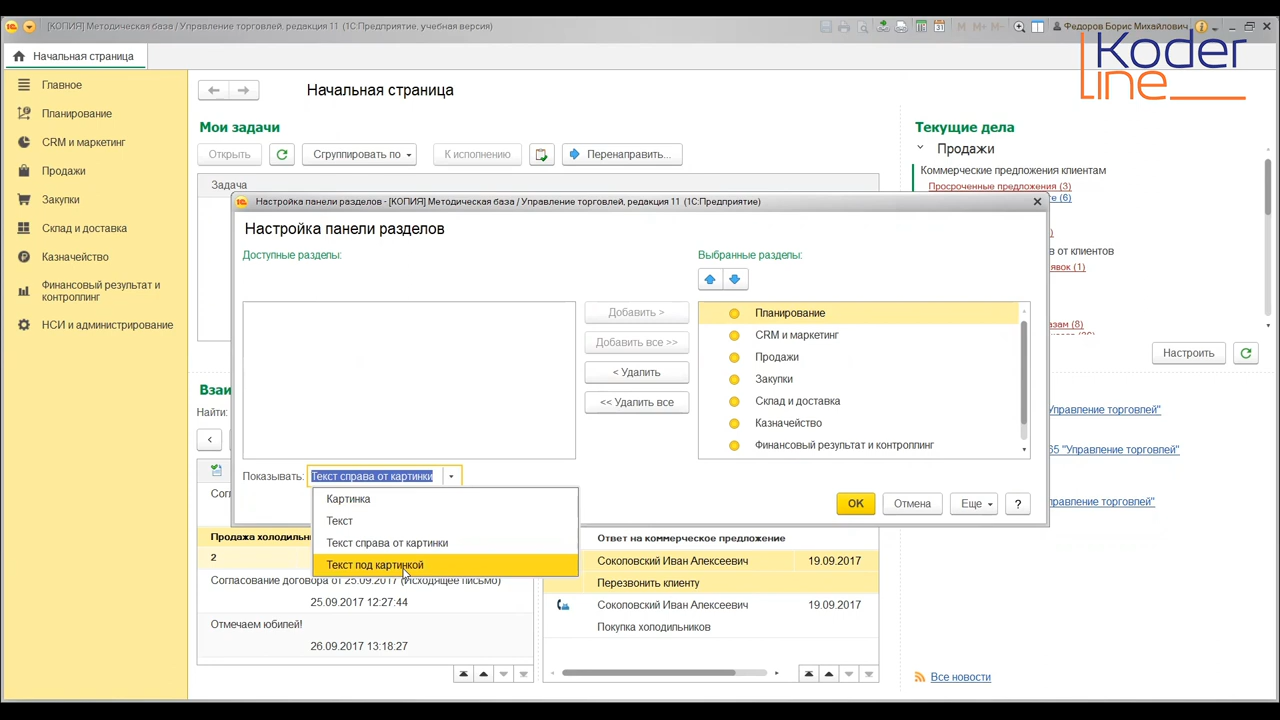 [КОПИЯ] Методическая база / Управление торговлей, редакция 11 (1С:Предприятие, учебная версия)
M M+ M-
Федоров Борис Михайлович
Koder
line
Начальная страница
Главное
Планирование
CRM и маркетинг
Продажи
Закупки
Склад и доставка
Казначейство
Финансовый результат и
контроллинг
НСИ и администрирование
Начальная страница
Мои задачи
Открыть
Сгруппировать по
К исполнению
Перенаправить...
Задача
Текущие дела
Продажи
Коммерческие предложения клиентам
Просроченные предложения (3)
(6)
от клиентов
(1)
(8)
Настроить
Настройка панели разделов - [КОПИЯ] Методическая база / Управление торговлей, редакция 11 (1С:Предприятие)
Настройка панели разделов
Доступные разделы:
Выбранные разделы:
Добавить >
Добавить все >>
< Удалить
<< Удалить все
Планирование
CRM и маркетинг
Продажи
Закупки
Склад и доставка
Казначейство
Финансовый результат и контроллинг
Показывать:
Текст справа от картинки
Картинка
Текст
Текст справа от картинки
Текст под картинкой
OK
Отмена
Еще
?
Взаи
Найти:
Сог
Продажа холодильн
2
Согласование договора от 25.09.2017 (Исходящее письмо)
25.09.2017 12:27:44
Отмечаем юбилей!
26.09.2017 13:18:27
Ответ на коммерческое предложение
Соколовский Иван Алексеевич
19.09.2017
Перезвонить клиенту
Соколовский Иван Алексеевич
19.09.2017
Покупка холодильников
Управление торговлей"
65 "Управление торговлей"
правление торговлей"
Все новости